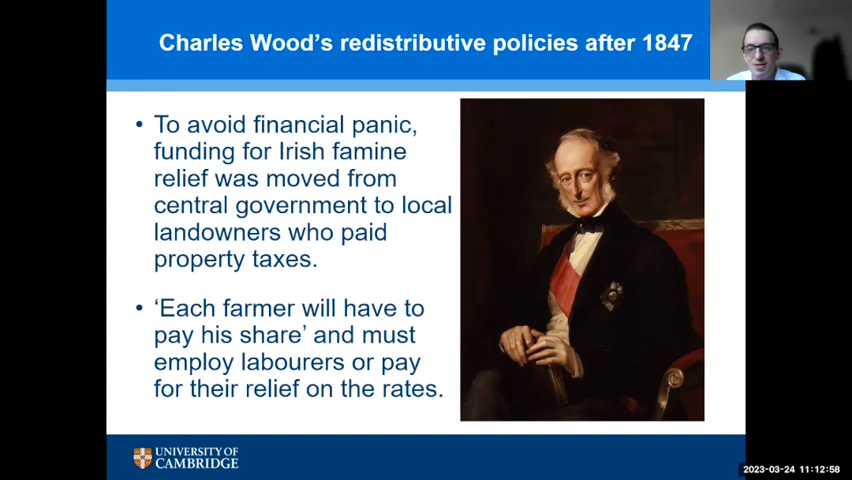 Charles Wood’s redistributive policies after 1847
• To avoid financial panic,
funding for Irish famine
relief was moved from
central government to local
landowners who paid
property taxes.
• ‘Each farmer will have to
pay his share’ and must
employ labourers or pay
for their relief on the rates.
UNIVERSITY OF
CAMBRIDGE
2023-03-24 11:12:58